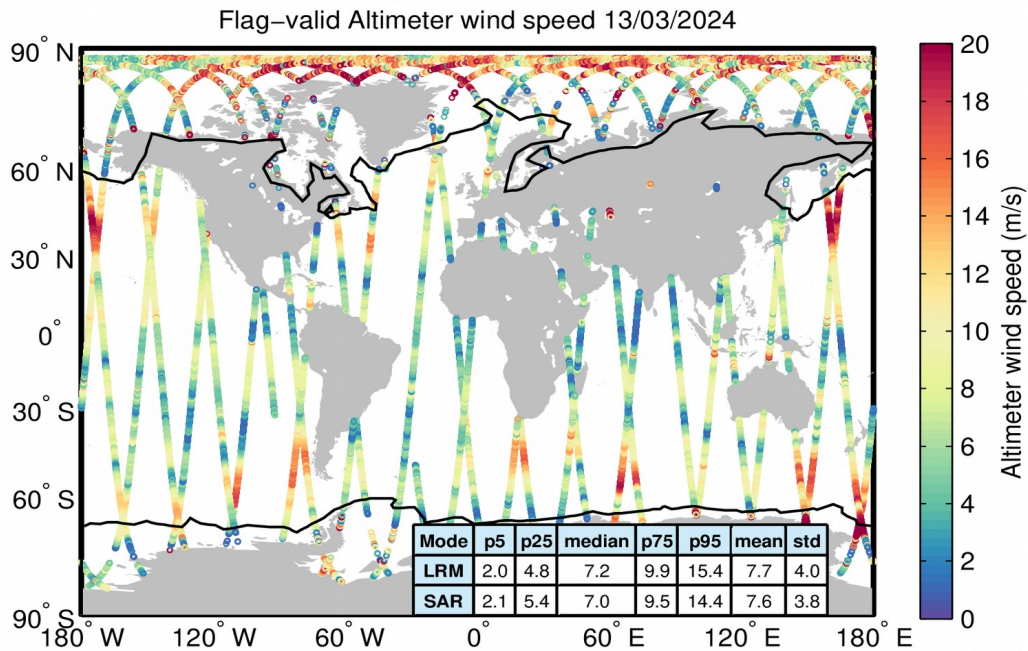 Flag−valid Altimeter wind speed 13/03/2024
90° N
60° N
30° N
0°
30° S
60° S
90° S
180° W
120° W
60° W
0°
60° E
120° E
180° E
20
18
16
14
12
10
8
6
4
2
0
Altimeter wind speed (m/s)
Mode p5 p25 median p75 p95 mean std
LRM 2.0 4.8 7.2 9.9 15.4 7.7 4.0
SAR 2.1 5.4 7.0 9.5 14.4 7.6 3.8